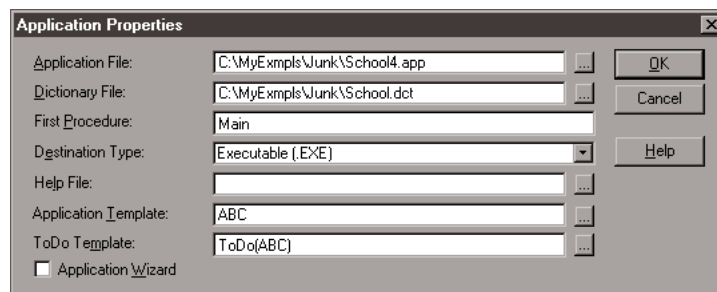 Application Properties
Application File: C:\MyExmpls\Junk\School4.app ... OK
Dictionary File: C:\MyExmpls\Junk\School.dct ... Cancel
First Procedure: Main
Destination Type: Executable (.EXE) Help
Help File: ...
Application Template: ABC ...
ToDo Template: ToDo(ABC) ...
Application Wizard